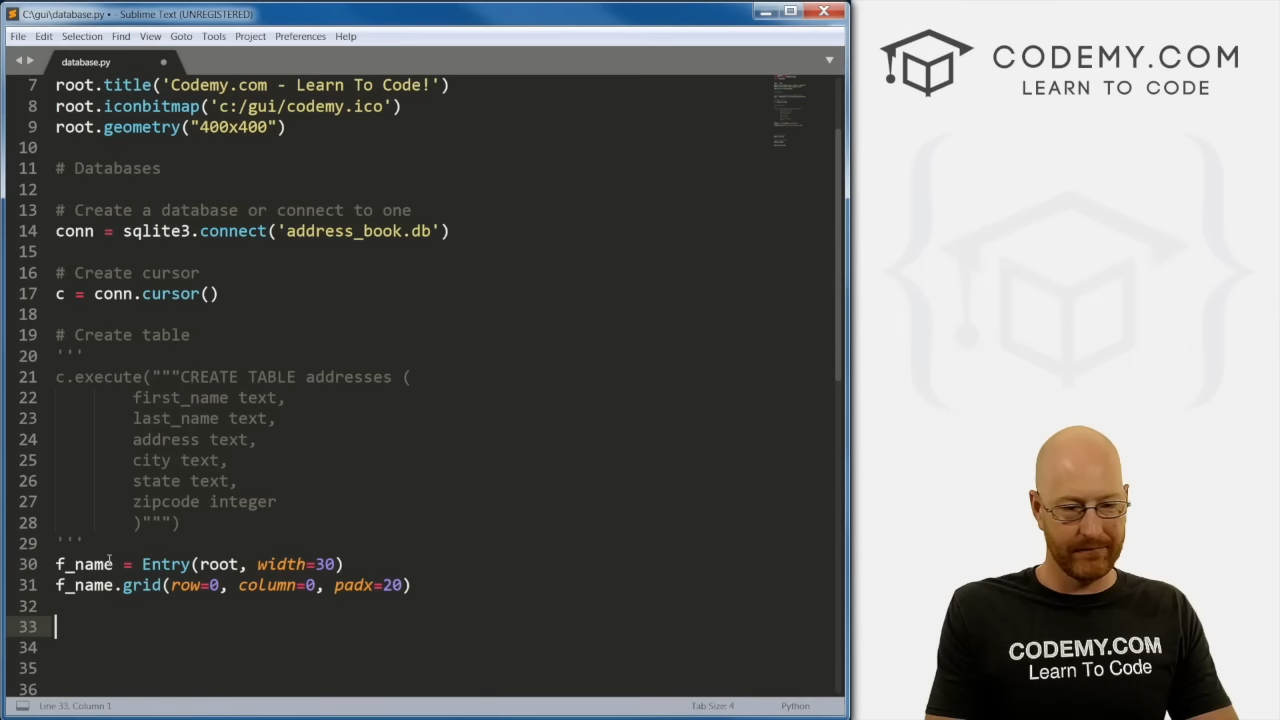 C:\gui\database.py • - Sublime Text (UNREGISTERED)
File Edit Selection Find View Goto Tools Project Preferences Help
database.py
7 root.title('Codemy.com - Learn To Code!')
8 root.iconbitmap('c:/gui/codemy.ico')
9 root.geometry("400x400")
10
11 # Databases
12
13 # Create a database or connect to one
14 conn = sqlite3.connect('address_book.db')
15
16 # Create cursor
17 c = conn.cursor()
18
19 # Create table
20 '''
21 c.execute("""CREATE TABLE addresses (
22 first_name text,
23 last_name text,
24 address text,
25 city text,
26 state text,
27 zipcode integer
28 )""")
29 '''
30 f_name = Entry(root, width=30)
31 f_name.grid(row=0, column=0, padx=20)
32
33
34
35
36
Line 33, Column 1 Tab Size: 4 Python
CODEMY.COM
LEARN TO CODE
CODEMY.COM
Learn To Code